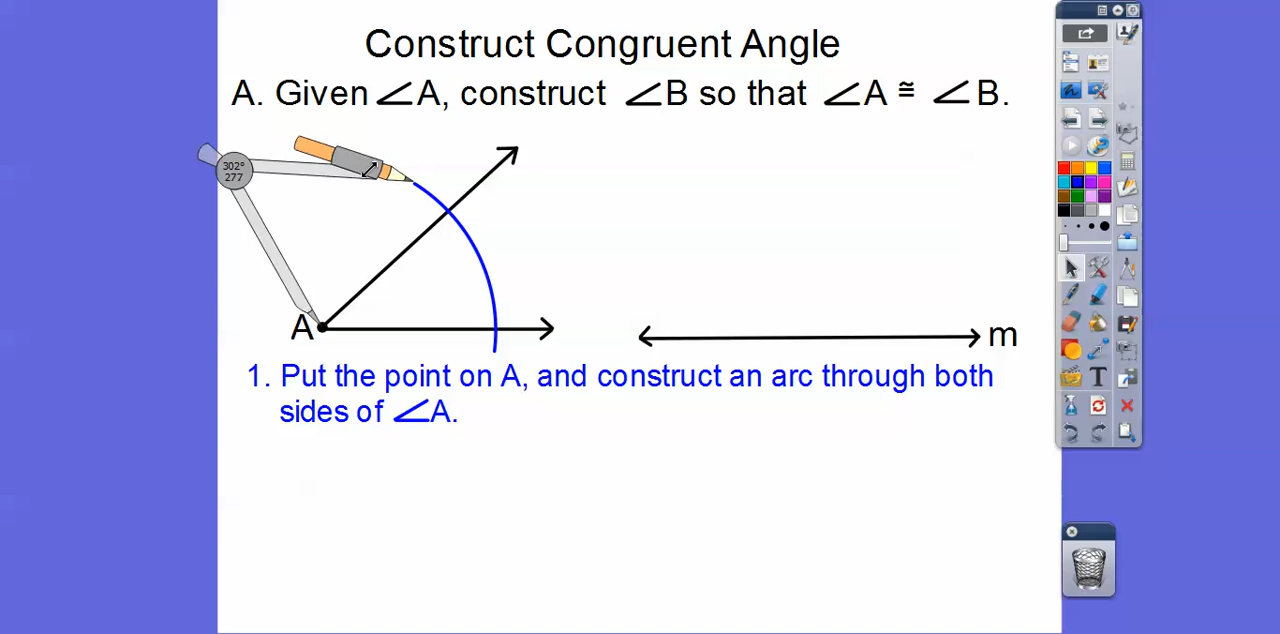 Construct Congruent Angle
A. Given ∠A, construct ∠B so that ∠A ≅ ∠B.
302°
277
A
m
1. Put the point on A, and construct an arc through both
sides of ∠A.
T